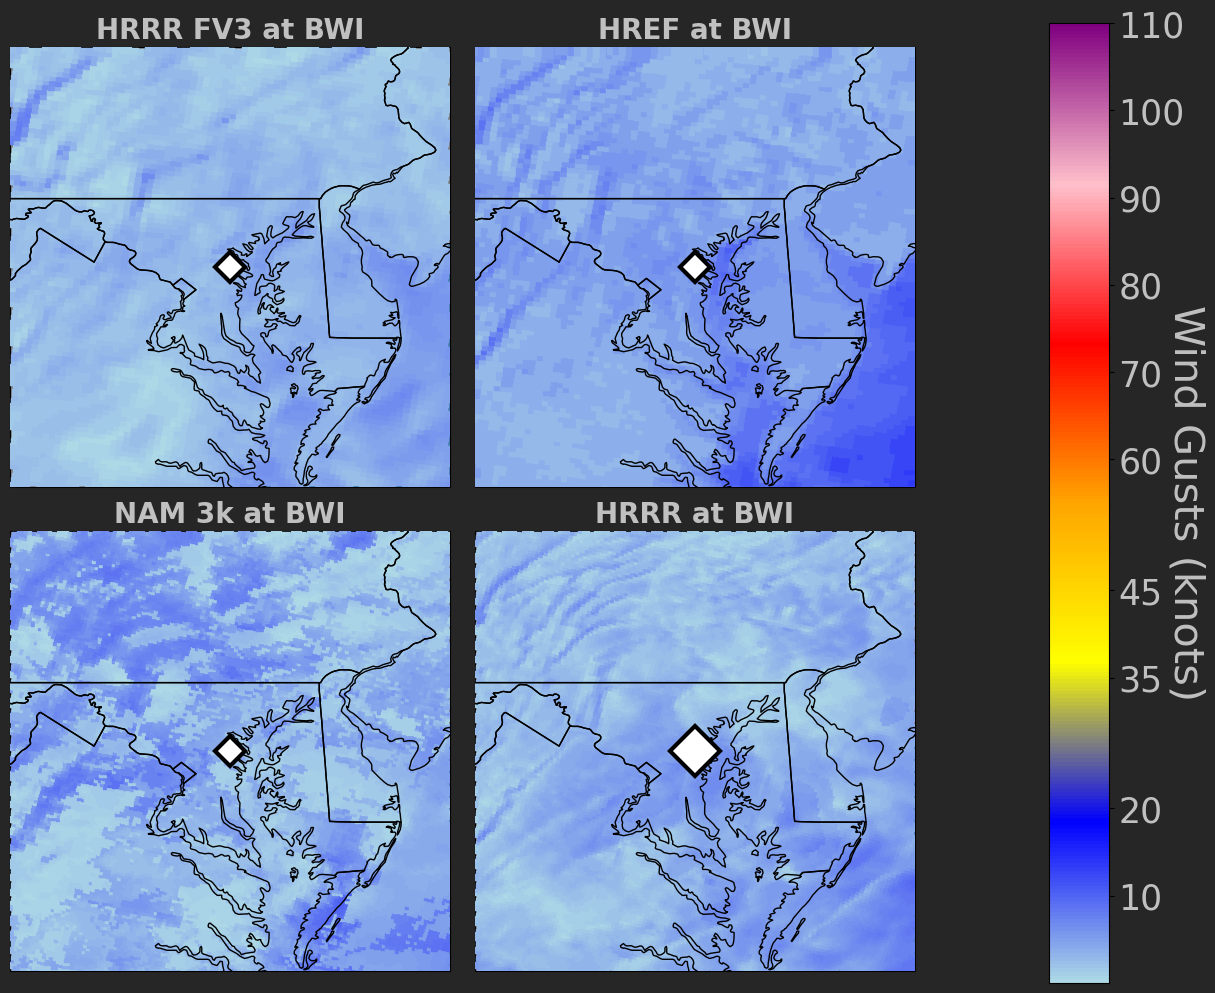 HRRR FV3 at BWI
HREF at BWI
NAM 3k at BWI
HRRR at BWI
110
100
90
80
70
60
45
35
20
10
Wind Gusts (knots)